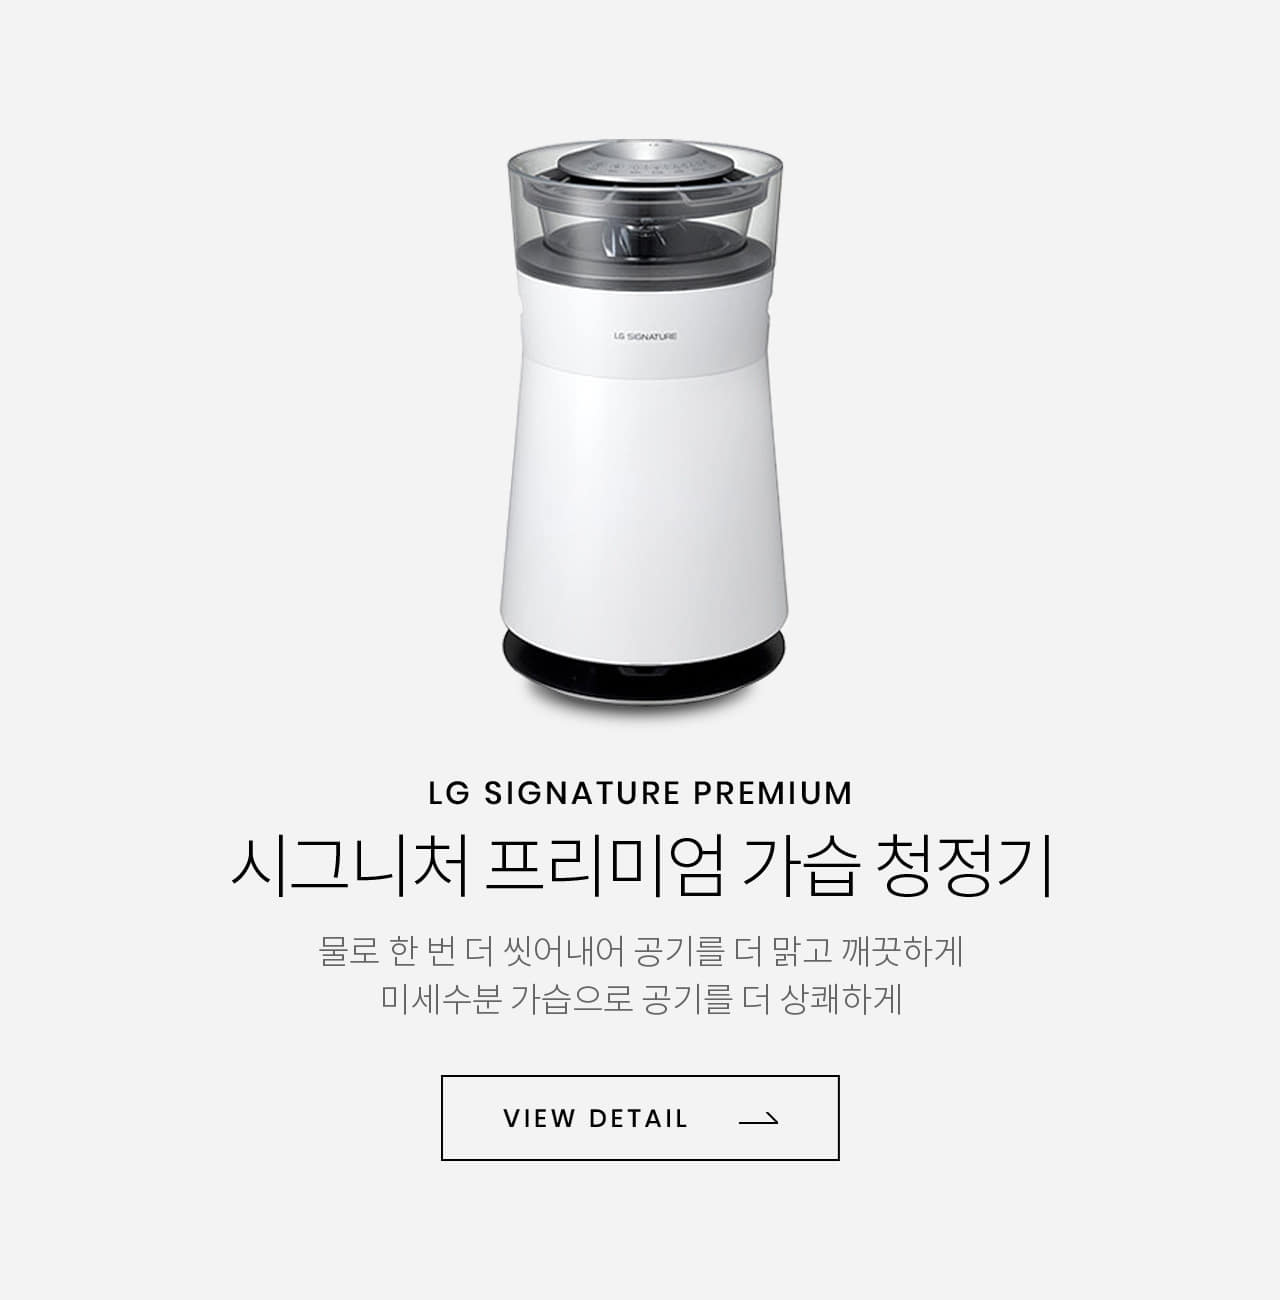 LG SIGNATURE
LG SIGNATURE PREMIUM
시그니처 프리미엄 가습 청정기
물로 한 번 더 씻어내어 공기를 더 맑고 깨끗하게
미세수분 가습으로 공기를 더 상쾌하게
VIEW DETAIL